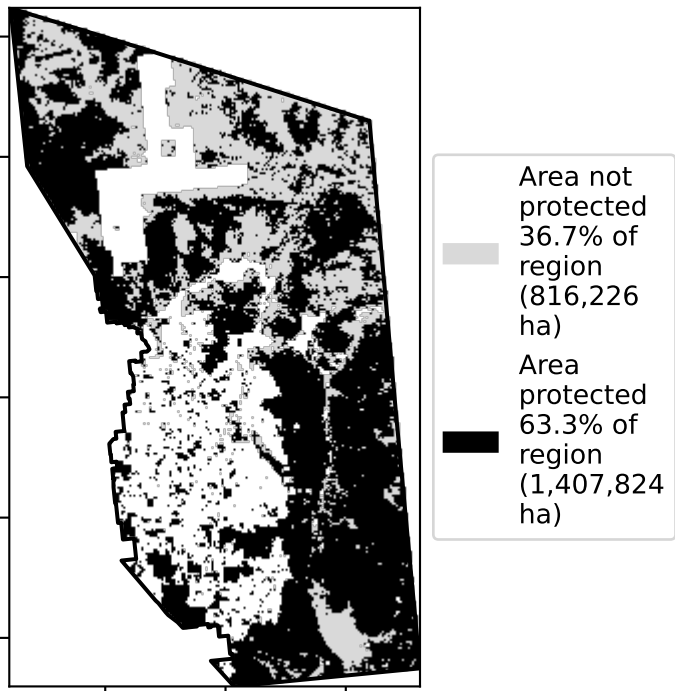 Area not
protected
36.7% of
region
(816,226
ha)
Area
protected
63.3% of
region
(1,407,824
ha)